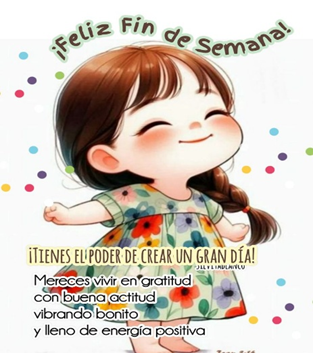 ¡Feliz Fin de Semana!
¡Tienes el poder de crear un gran día!
Mereces vivir en gratitud
con buena actitud
vibrando bonito
y lleno de energía positiva